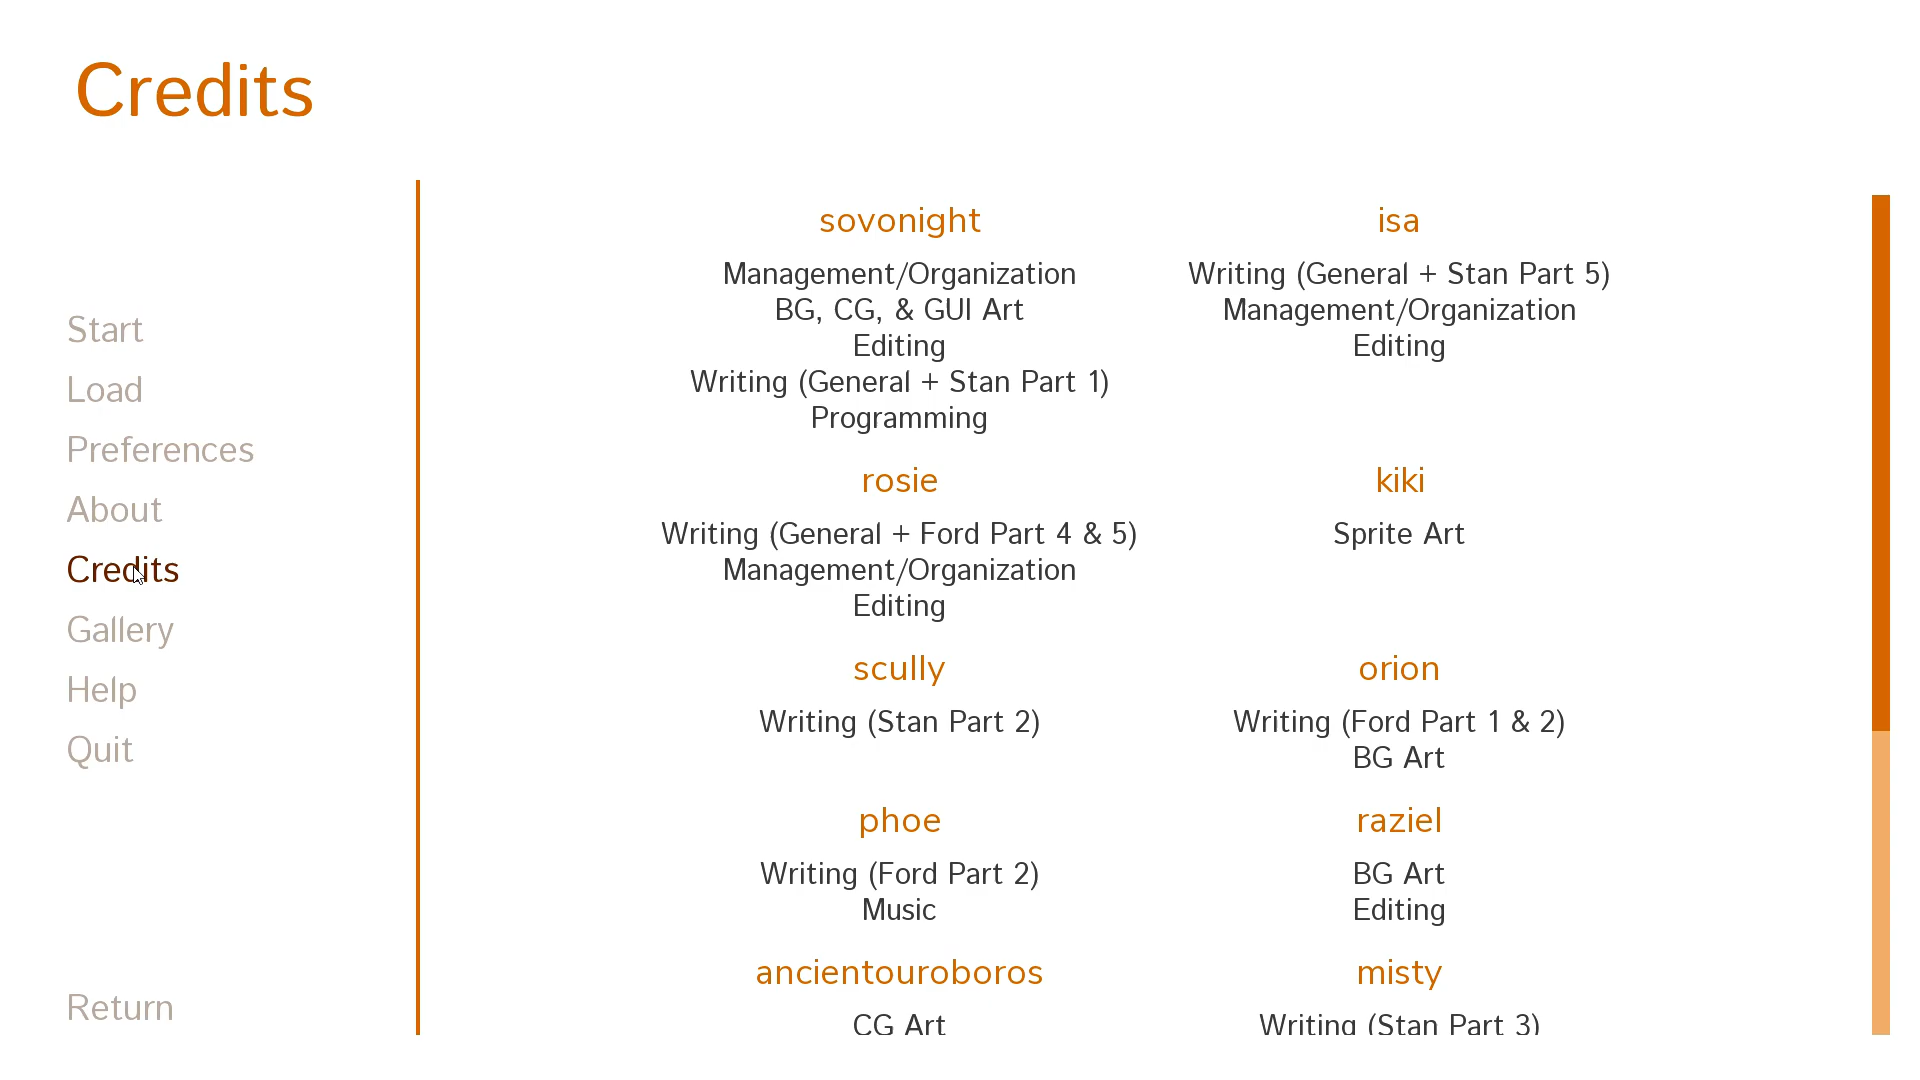 Credits
Start
Load
Preferences
About
Credits
Gallery
Help
Quit
Return
sovonight
Management/Organization
BG, CG, & GUI Art
Editing
Writing (General + Stan Part 1)
Programming
isa
Writing (General + Stan Part 5)
Management/Organization
Editing
rosie
Writing (General + Ford Part 4 & 5)
Management/Organization
Editing
kiki
Sprite Art
scully
Writing (Stan Part 2)
orion
Writing (Ford Part 1 & 2)
BG Art
phoe
Writing (Ford Part 2)
Music
raziel
BG Art
Editing
ancientouroboros
CG Art
misty
Writing (Stan Part 3)